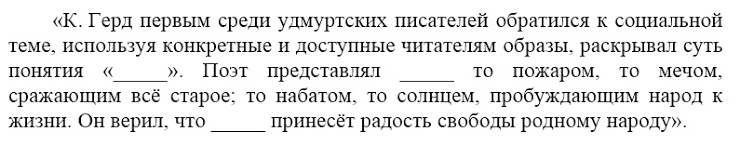 «К. Герд первым среди удмуртских писателей обратился к социальной
теме, используя конкретные и доступные читателям образы, раскрывал суть
понятия «_____». Поэт представлял _____ то пожаром, то мечом,
сражающим всё старое; то набатом, то солнцем, пробуждающим народ к
жизни. Он верил, что _____ принесёт радость свободы родному народу».